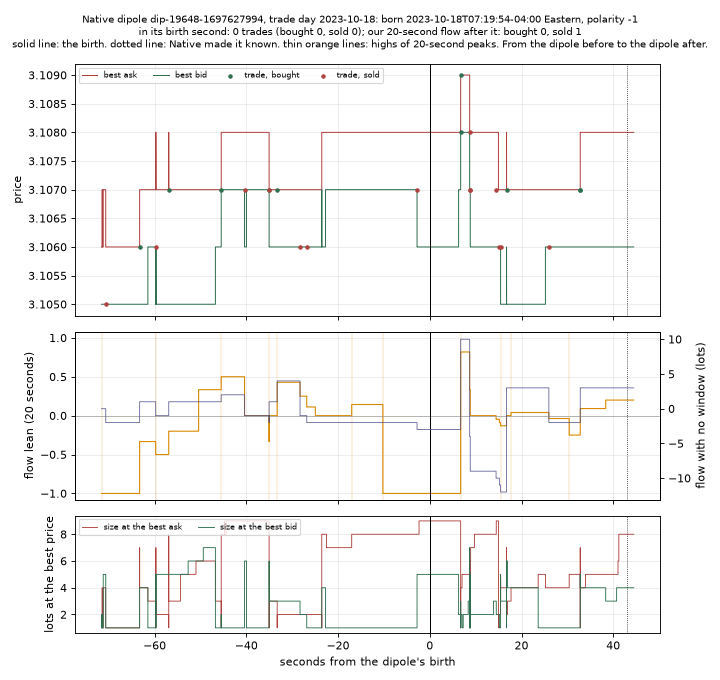 Native dipole dip-19648-1697627994, trade day 2023-10-18: born 2023-10-18T07:19:54-04:00 Eastern, polarity -1
in its birth second: 0 trades (bought 0, sold 0); our 20-second flow after it: bought 0, sold 1
solid line: the birth. dotted line: Native made it known. thin orange lines: highs of 20-second peaks. From the dipole before to the dipole after.
best ask
best bid
trade, bought
trade, sold
3.1090
3.1085
3.1080
3.1075
3.1070
3.1065
3.1060
3.1055
3.1050
price
1.0
0.5
0.0
−0.5
−1.0
flow lean (20 seconds)
10
5
0
−5
−10
flow with no window (lots)
size at the best ask
size at the best bid
8
6
4
2
lots at the best price
−60
−40
−20
0
20
40
seconds from the dipole's birth